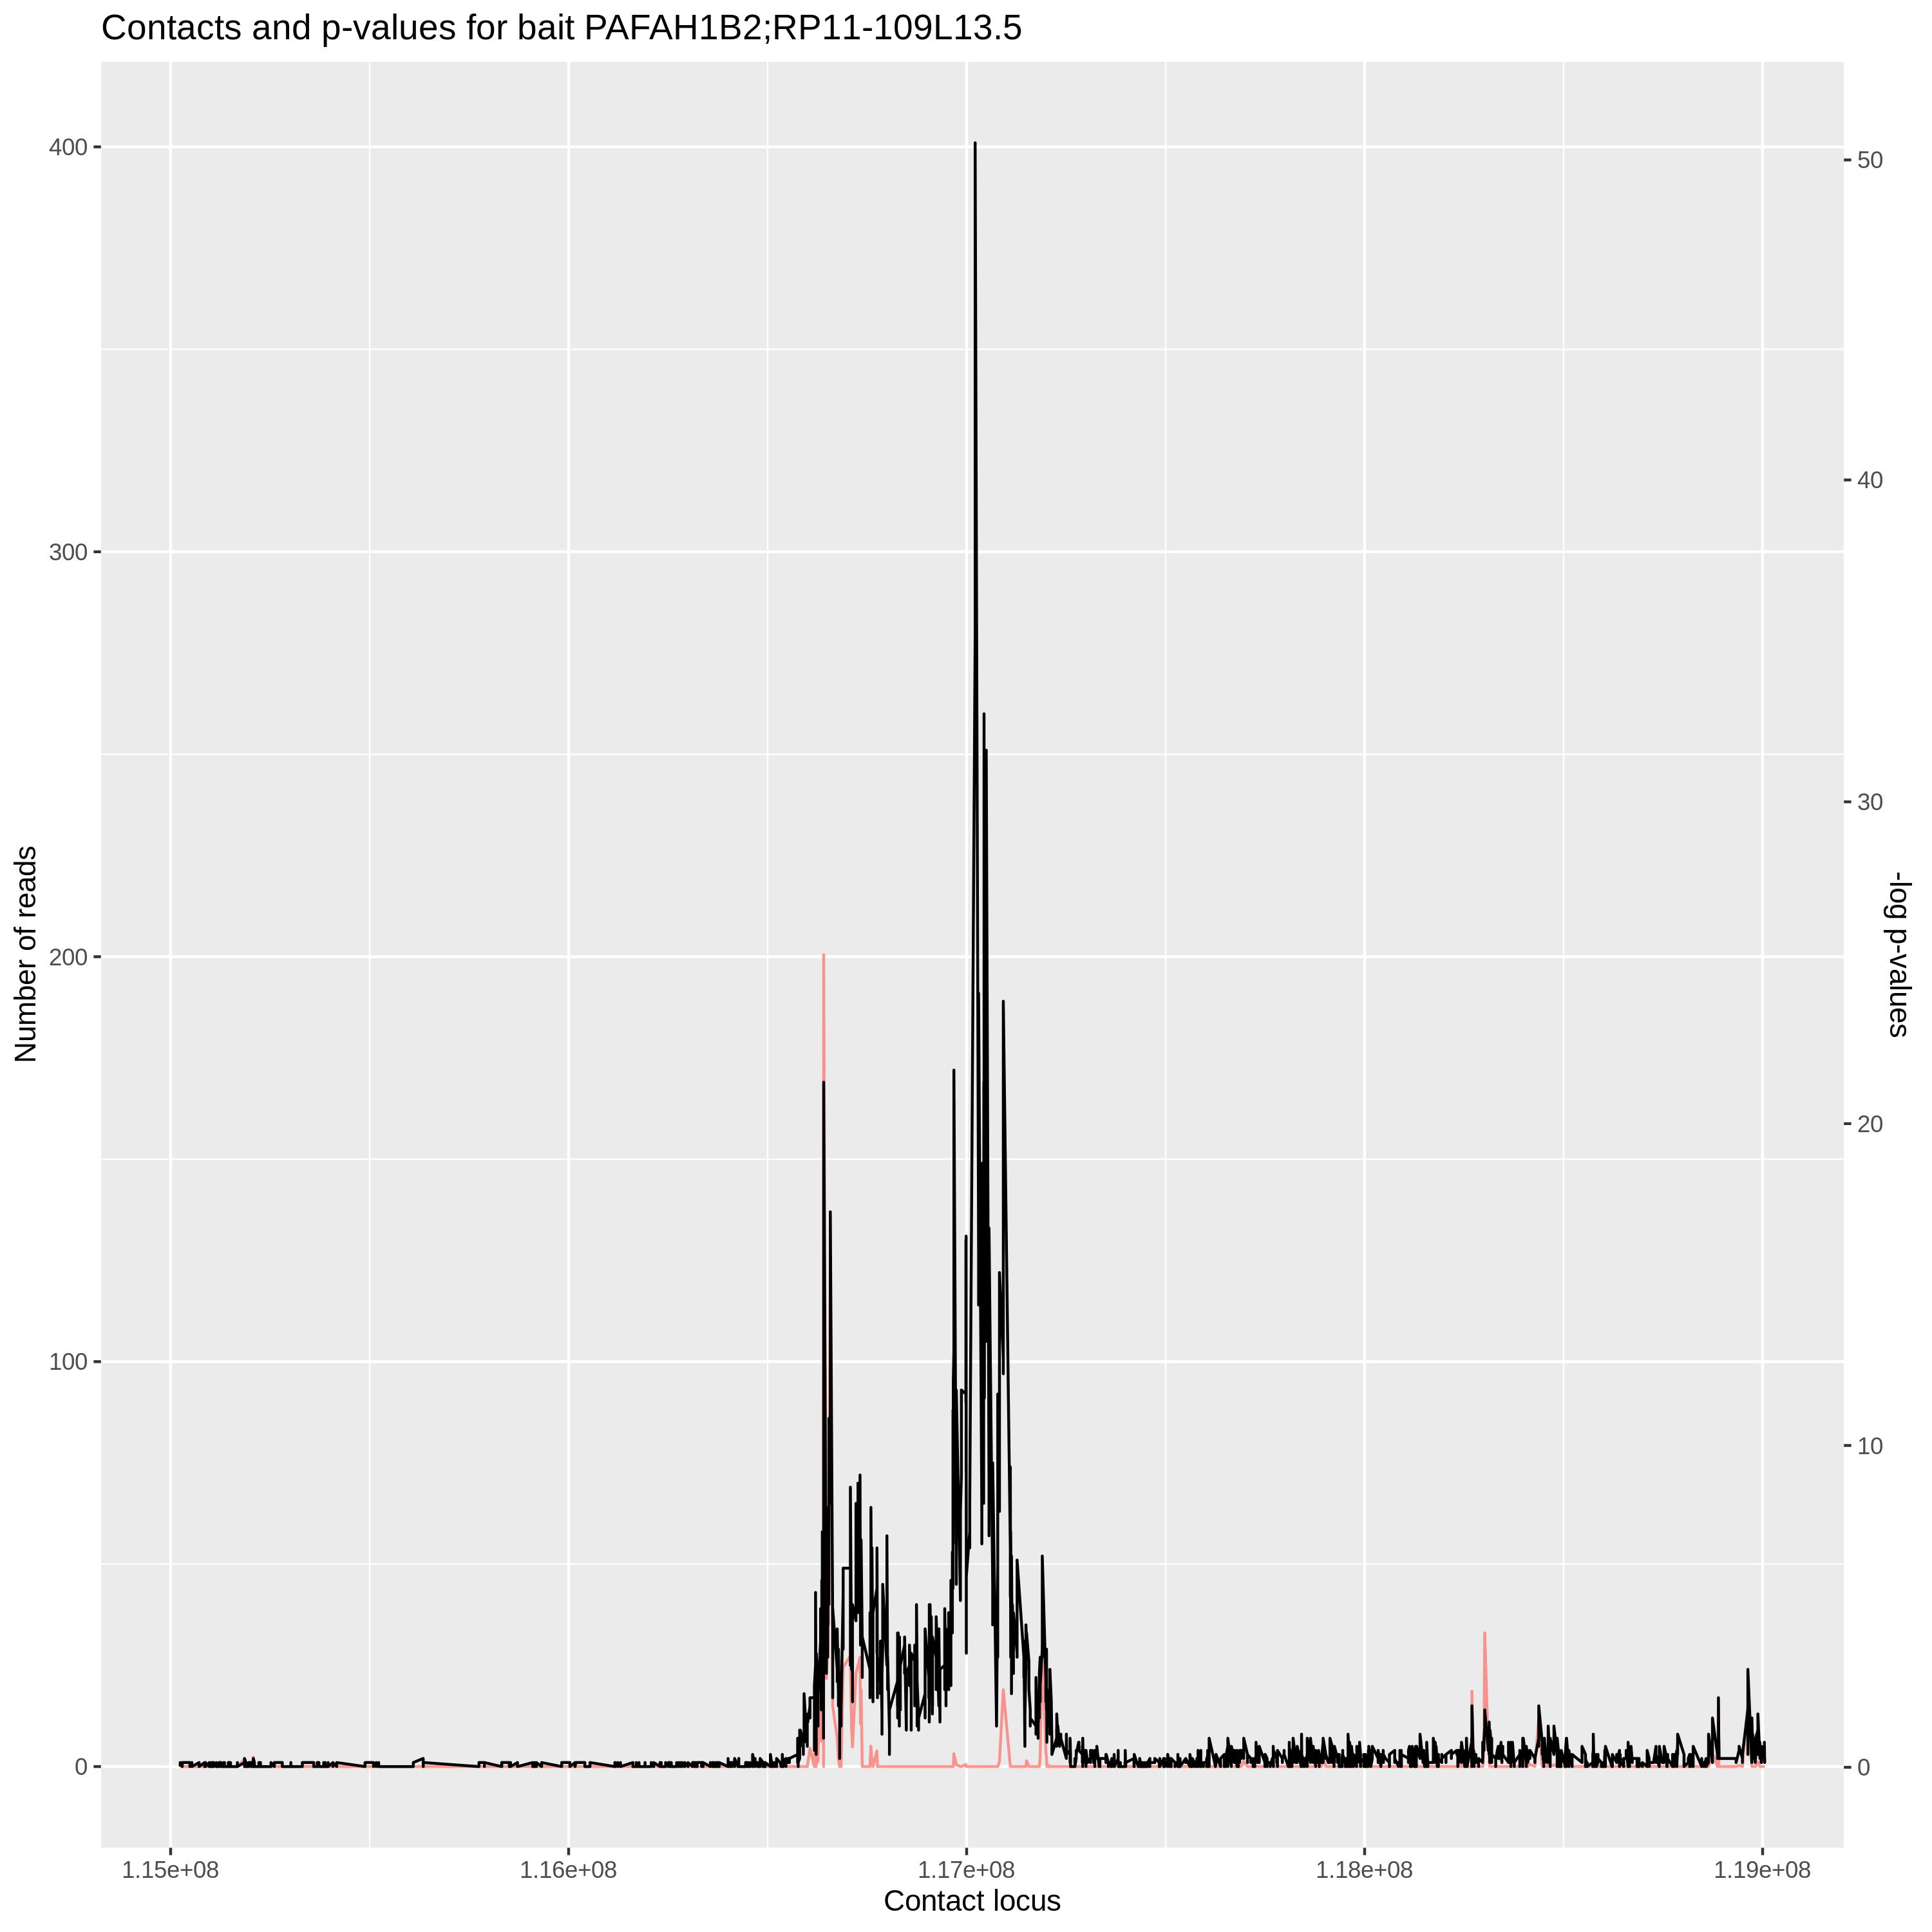 Contacts and p-values for bait PAFAH1B2;RP11-109L13.5
400
300
200
100
0
Number of reads
50
40
30
20
10
0
-log p-values
1.15e+08
1.16e+08
1.17e+08
1.18e+08
1.19e+08
Contact locus